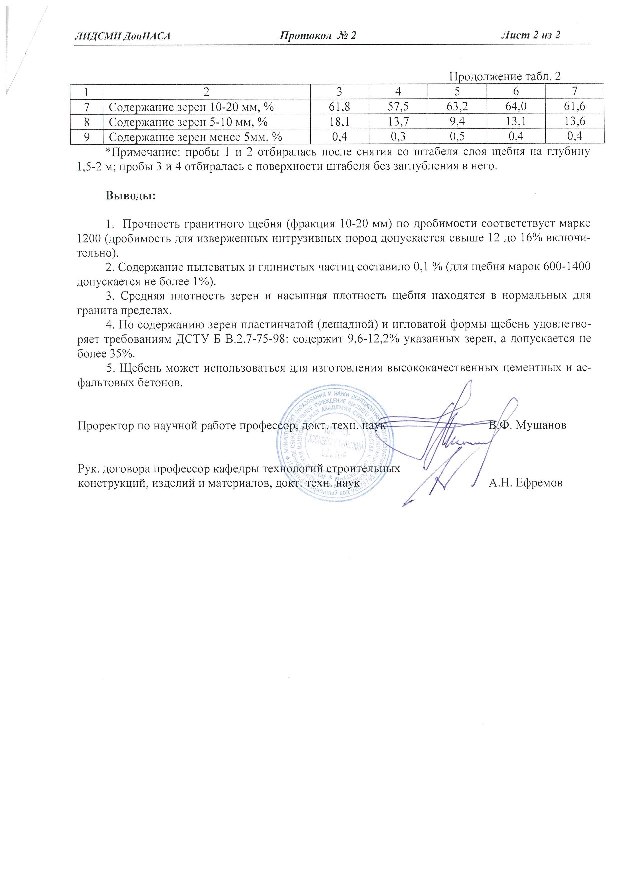 ЛИДСМИ ДонНАСА Протокол № 2 Лист 2 из 2
Продолжение табл. 2
1 2 3 4 5 6 7
7 Содержание зерен 10-20 мм, % 61,8 57,5 63,2 64,0 61,6
8 Содержание зерен 5-10 мм, % 18,1 13,7 9,4 13,1 13,6
9 Содержание зерен менее 5мм, % 0,4 0,3 0,5 0,4 0,4
*Примечание: пробы 1 и 2 отбиралась после снятия со штабеля слоя щебня на глубину
1,5-2 м; пробы 3 и 4 отбиралась с поверхности штабеля без заглубления в него.
Выводы:
1. Прочность гранитного щебня (фракция 10-20 мм) по дробимости соответствует марке
1200 (дробимость для изверженных интрузивных пород допускается свыше 12 до 16% включи-
тельно).
2. Содержание пылеватых и глинистых частиц составило 0,1 % (для щебня марок 600-1400
допускается не более 1%).
3. Средняя плотность зерен и насыпная плотность щебня находятся в нормальных для
гранита пределах.
4. По содержанию зерен пластинчатой (лещадной) и игловатой формы щебень удовлетво-
ряет требованиям ДСТУ Б В.2.7-75-98: содержит 9,6-12,2% указанных зерен, а допускается не
более 35%.
5. Щебень может использоваться для изготовления высококачественных цементных и ас-
фальтовых бетонов.
Проректор по научной работе профессор, докт. техн. наук В.Ф. Мущанов
Рук. договора профессор кафедры технологий строительных
конструкций, изделий и материалов, докт. техн. наук А.Н. Ефремов